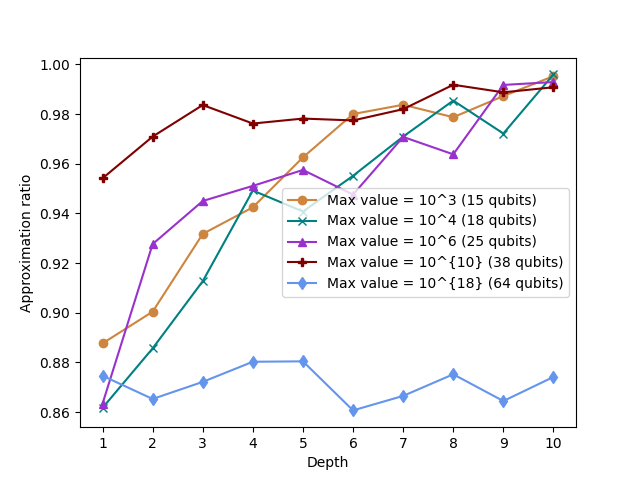 1.00
0.98
0.96
0.94
0.92
0.90
0.88
0.86
Approximation ratio
Max value = 10^3 (15 qubits)
Max value = 10^4 (18 qubits)
Max value = 10^6 (25 qubits)
Max value = 10^{10} (38 qubits)
Max value = 10^{18} (64 qubits)
1 2 3 4 5 6 7 8 9 10
Depth